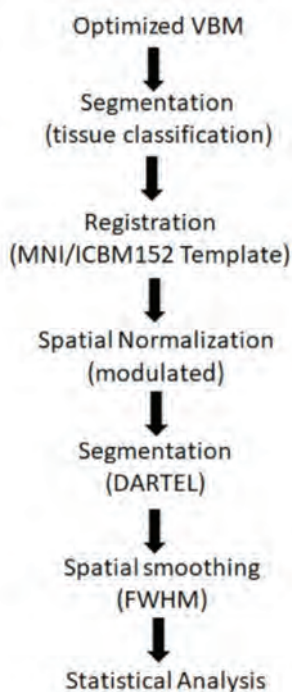 Optimized VBM
Segmentation
(tissue classification)
Registration
(MNI/ICBM152 Template)
Spatial Normalization
(modulated)
Segmentation
(DARTEL)
Spatial smoothing
(FWHM)
Statistical Analysis